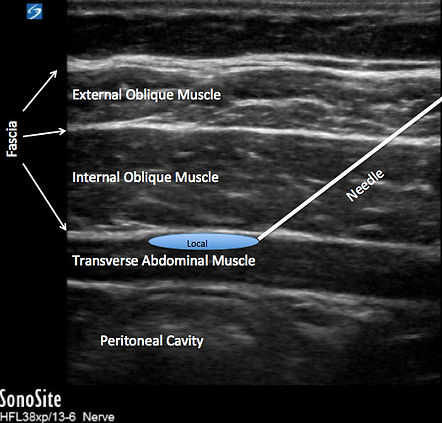 External Oblique Muscle
Fascia
Internal Oblique Muscle
Needle
Local
Transverse Abdominal Muscle
Peritoneal Cavity
SonoSite
HFL38xp/13-6 Nerve